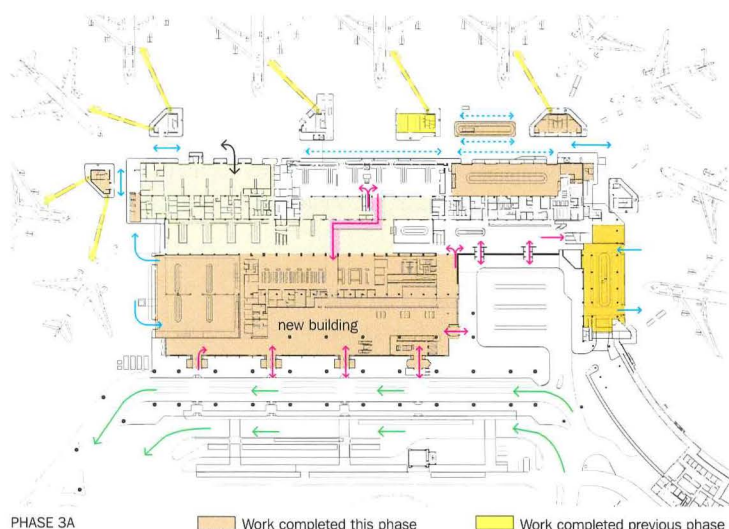 new building
PHASE 3A
Work completed this phase
Work completed previous phase